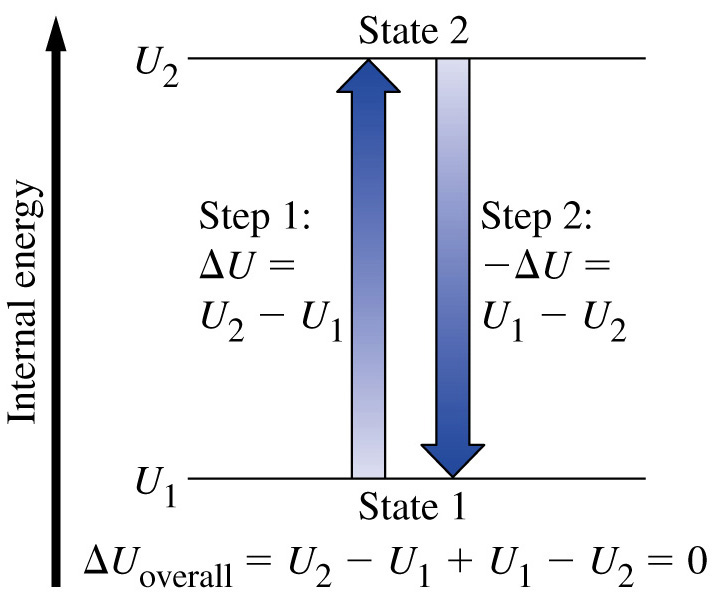 State 2
U₂
Internal energy
Step 1:
ΔU =
U₂ − U₁
Step 2:
−ΔU =
U₁ − U₂
U₁
State 1
ΔUoverall = U₂ − U₁ + U₁ − U₂ = 0